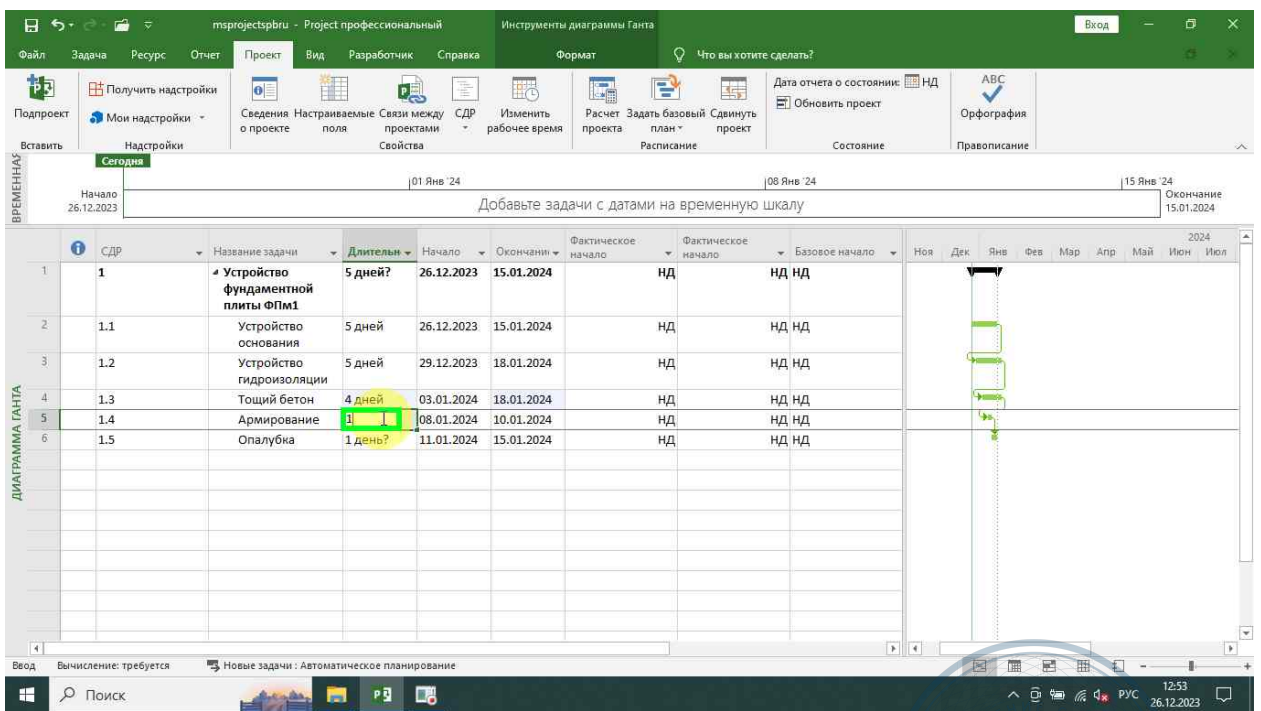 msprojectspbru - Project профессиональный
Инструменты диаграммы Ганта
Вход
Файл Задача Ресурс Отчет Проект Вид Разработчик Справка Формат Что вы хотите сделать?
Подпроект
Получить надстройки
Мои надстройки
Сведения о проекте
Настраиваемые поля
Связи между проектами
СДР
Изменить рабочее время
Расчет проекта
Задать базовый план
Сдвинуть проект
Дата отчета о состоянии: НД
Обновить проект
ABC
Орфография
Вставить Надстройки Свойства Расписание Состояние Правописание
ВРЕМЕННАЯ
Сегодня
01 Янв '24 08 Янв '24 15 Янв '24
Начало
26.12.2023
Добавьте задачи с датами на временную шкалу
Окончание
15.01.2024
СДР Название задачи Длительн Начало Окончани Фактическое начало Фактическое начало Базовое начало
2024
Ноя Дек Янв Фев Мар Апр Май Июн Июл
1 1 Устройство фундаментной плиты ФПм1 5 дней? 26.12.2023 15.01.2024 НД НД НД
2 1.1 Устройство основания 5 дней 26.12.2023 15.01.2024 НД НД НД
3 1.2 Устройство гидроизоляции 5 дней 29.12.2023 18.01.2024 НД НД НД
4 1.3 Тощий бетон 4 дней 03.01.2024 18.01.2024 НД НД НД
5 1.4 Армирование 1 08.01.2024 10.01.2024 НД НД НД
6 1.5 Опалубка 1 день? 11.01.2024 15.01.2024 НД НД НД
ДИАГРАММА ГАНТА
Ввод Вычисление: требуется Новые задачи : Автоматическое планирование
Поиск
РУС
12:53
26.12.2023